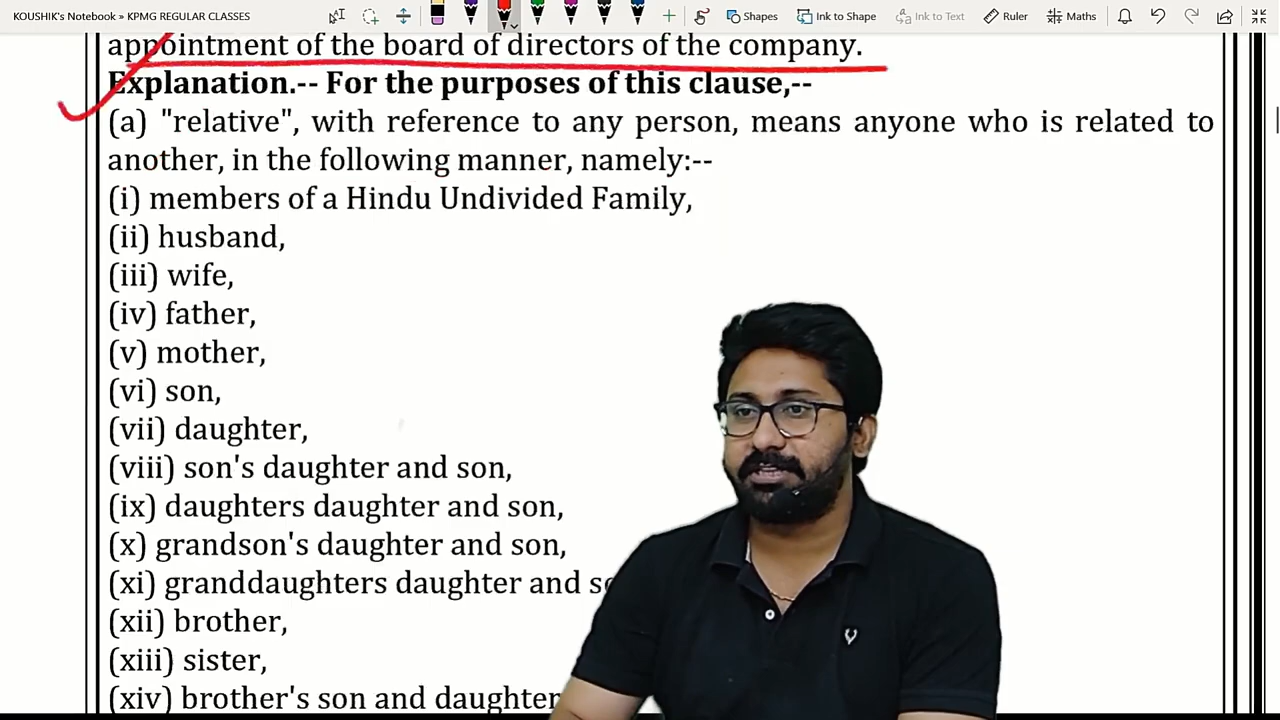 KOUSHIK's Notebook » KPMG REGULAR CLASSES
Shapes
Ink to Shape
Ink to Text
Ruler
Maths
appointment of the board of directors of the company.
Explanation.-- For the purposes of this clause,--
(a) "relative", with reference to any person, means anyone who is related to
another, in the following manner, namely:--
(i) members of a Hindu Undivided Family,
(ii) husband,
(iii) wife,
(iv) father,
(v) mother,
(vi) son,
(vii) daughter,
(viii) son's daughter and son,
(ix) daughters daughter and son,
(x) grandson's daughter and son,
(xi) granddaughters daughter and
(xii) brother,
(xiii) sister,
(xiv) brother's son and daughter